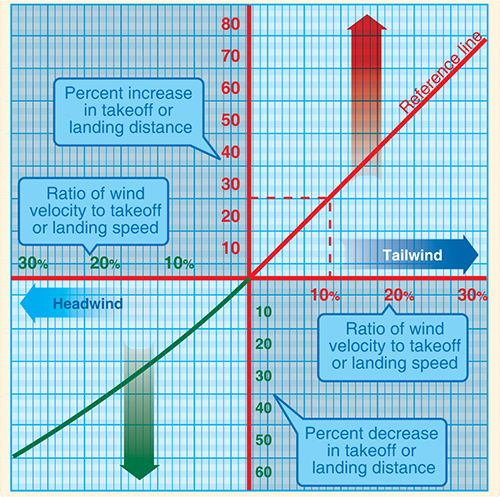 80
70
60
50
40
30
20
10
Reference line
Percent increase
in takeoff or
landing distance
Ratio of wind
velocity to takeoff
or landing speed
30% 20% 10%
Tailwind
Headwind
10% 20% 30%
10
20
30
40
50
60
Ratio of wind
velocity to takeoff
or landing speed
Percent decrease
in takeoff or
landing distance